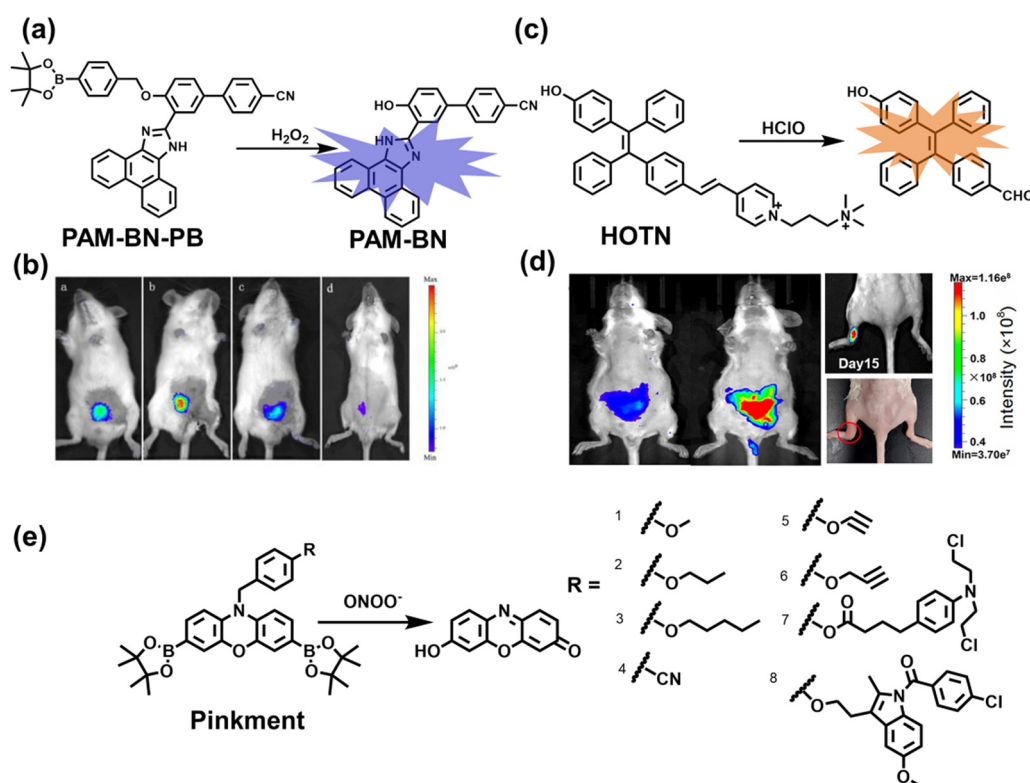 (a)
O
B
O
O
CN
N
NH
H₂O₂
HO
CN
HN
N
PAM-BN-PB
PAM-BN
(c)
HO
HClO
HO
CHO
N
+
N
+
HOTN
(b)
a
b
c
d
Max
Min
(d)
Max=1.16e⁸
1.0
0.8
×10⁸
0.6
0.4
Min=3.70e⁷
Intensity (×10⁸)
Day15
(e)
R
N
O
B
O
O
B
O
O
ONOO⁻
N
HO
O
O
Pinkment
R =
1
O
2
O
3
O
4
CN
5
O
6
O
7
O
O
N
Cl
Cl
8
O
N
O
Cl
O